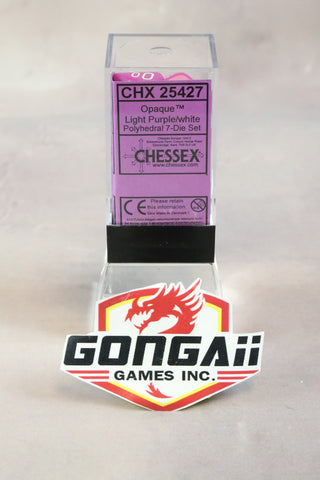 CHX 25427
Opaque™
Light Purple/white
Polyhedral 7-Die Set
CHESSEX
www.chessex.com
Please retain
this information.
GONGAii
GAMES INC.